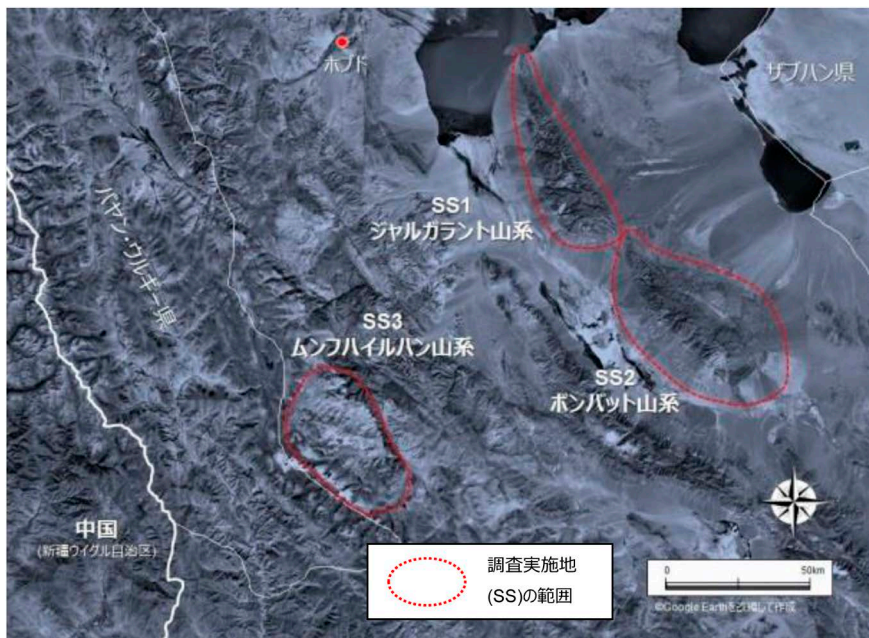 ホブド
ザブハン県
バヤン・ウルギー県
SS1
ジャルガラント山系
SS3
ムンフハイルハン山系
SS2
ボンバット山系
中国
(新疆ウイグル自治区)
調査実施地
(SS)の範囲
0
50km
©Google Earthを改編して作成